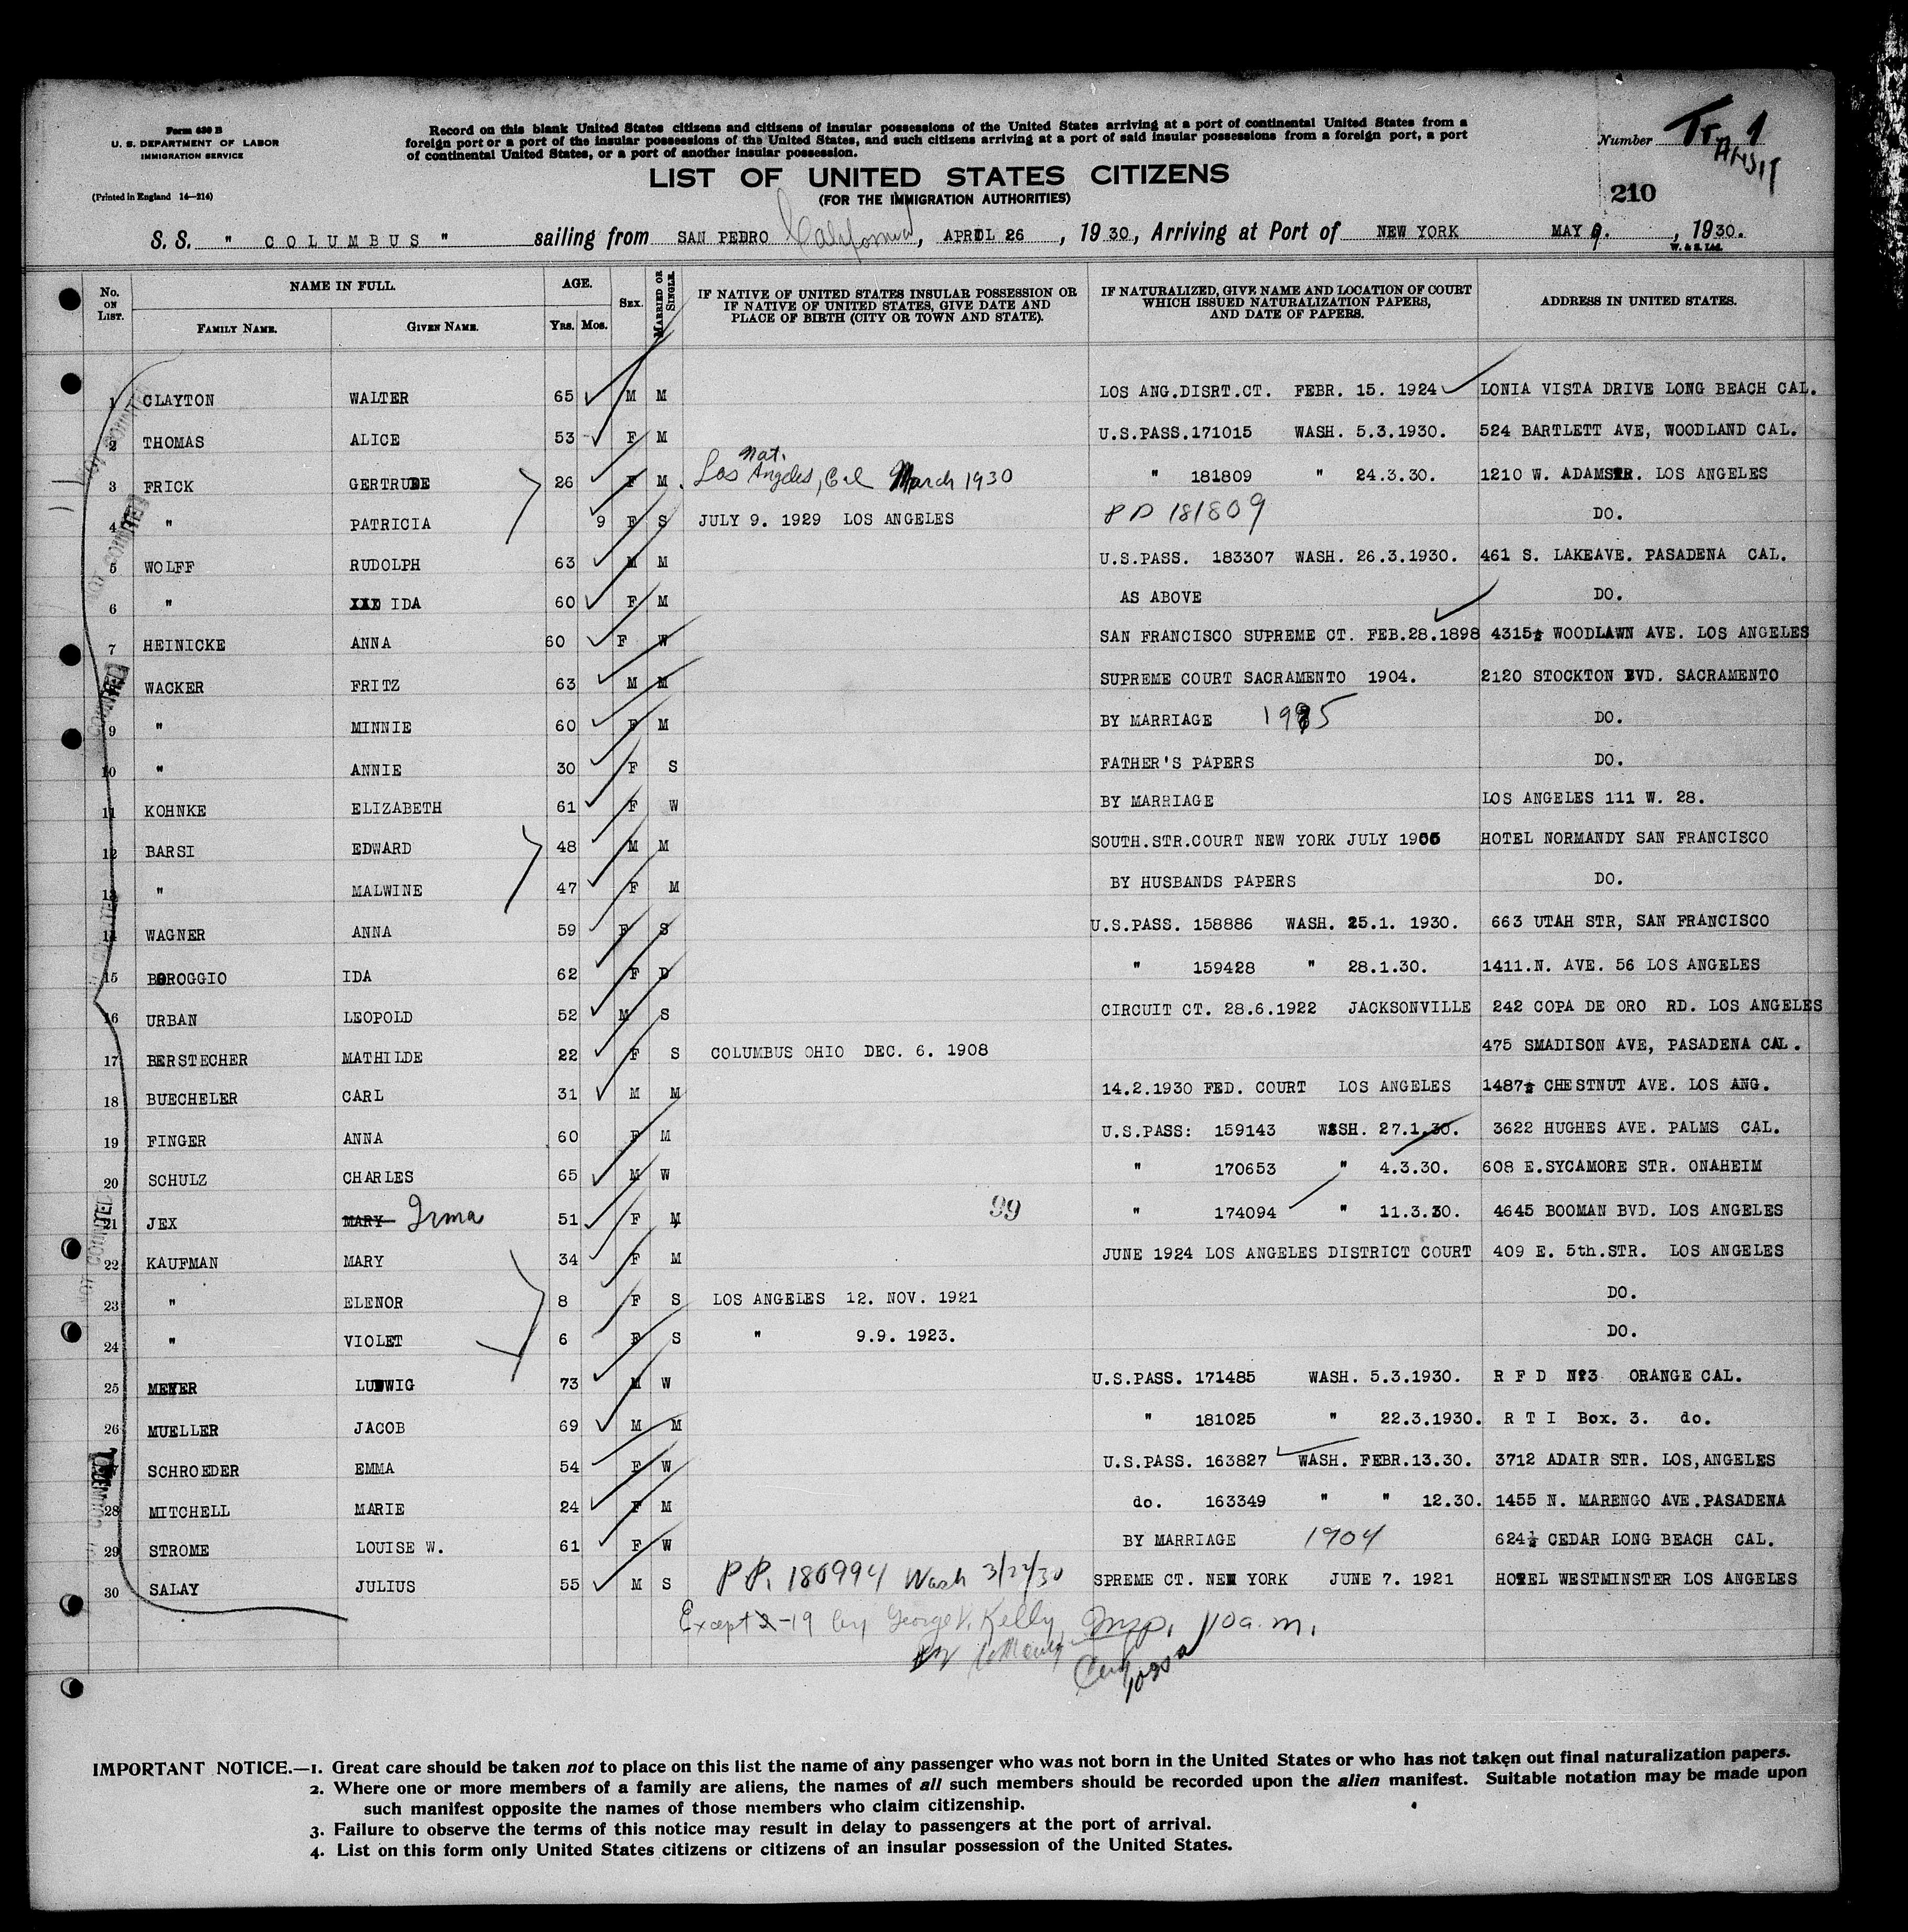 Form 630 B
U. S. DEPARTMENT OF LABOR
IMMIGRATION SERVICE
(Printed in England 14—214)
Record on this blank United States citizens and citizens of insular possessions of the United States arriving at a port of continental United States from a
foreign port or a port of the insular possessions of the United States, and such citizens arriving at a port of said insular possessions from a foreign port, a port
of continental United States, or a port of another insular possession.
Number Transit 1
210
LIST OF UNITED STATES CITIZENS
(FOR THE IMMIGRATION AUTHORITIES)
S. S. " COLUMBUS " sailing from SAN PEDRO California, APRIL 26, 1930, Arriving at Port of NEW YORK MAY 9., 1930.
W. & S. Ltd.
No. ON LIST. NAME IN FULL. FAMILY NAME. GIVEN NAME. AGE. YRS. MOS. SEX. MARRIED OR SINGLE. IF NATIVE OF UNITED STATES INSULAR POSSESSION OR IF NATIVE OF UNITED STATES, GIVE DATE AND PLACE OF BIRTH (CITY OR TOWN AND STATE). IF NATURALIZED, GIVE NAME AND LOCATION OF COURT WHICH ISSUED NATURALIZATION PAPERS, AND DATE OF PAPERS. ADDRESS IN UNITED STATES.
1 CLAYTON WALTER 65 M M LOS ANG.DISRT.CT. FEBR. 15. 1924 LONIA VISTA DRIVE LONG BEACH CAL.
2 THOMAS ALICE 53 F M U.S.PASS.171015 WASH. 5.3.1930. 524 BARTLETT AVE, WOODLAND CAL.
3 FRICK GERTRUDE 26 F M. nat. Los Angeles, Cal March 1930 " 181809 " 24.3.30. 1210 W. ADAMSTR. LOS ANGELES
4 " PATRICIA 9 F S JULY 9. 1929 LOS ANGELES PP 181809 DO.
5 WOLFF RUDOLPH 63 M M U.S.PASS. 183307 WASH. 26.3.1930. 461 S. LAKEAVE. PASADENA CAL.
6 " IDA 60 F M AS ABOVE DO.
7 HEINICKE ANNA 60 F W SAN FRANCISCO SUPREME CT. FEB.28.1898 4315½ WOODLAWN AVE. LOS ANGELES
WACKER FRITZ 63 M M SUPREME COURT SACRAMENTO 1904. 2120 STOCKTON BVD. SACRAMENTO
9 " MINNIE 60 F M BY MARRIAGE DO.
10 " ANNIE 30 F S FATHER'S PAPERS DO.
11 KOHNKE ELIZABETH 61 F W BY MARRIAGE LOS ANGELES 111 W. 28.
12 BARSI EDWARD 48 M M SOUTH.STR.COURT NEW YORK JULY HOTEL NORMANDY SAN FRANCISCO
13 " MALWINE 47 F M BY HUSBANDS PAPERS DO.
14 WAGNER ANNA 59 F S U.S.PASS. 158886 WASH. 25.1. 1930. 663 UTAH STR, SAN FRANCISCO
15 BOROGGIO IDA 62 F D " 159428 " 28.1.30. 1411.N. AVE. 56 LOS ANGELES
16 URBAN LEOPOLD 52 M S CIRCUIT CT. 28.6.1922 JACKSONVILLE 242 COPA DE ORO RD. LOS ANGELES
17 BERSTECHER MATHILDE 22 F S COLUMBUS OHIO DEC. 6. 1908 475 SMADISON AVE, PASADENA CAL.
18 BUECHELER CARL 31 M M 14.2.1930 FED. COURT LOS ANGELES 1487½ CHESTNUT AVE. LOS ANG.
19 FINGER ANNA 60 F M U.S.PASS: 159143 WASH. 27.1.30. 3622 HUGHES AVE. PALMS CAL.
20 SCHULZ CHARLES 65 M W " 170653 " 4.3.30. 608 E.SYCAMORE STR. ONAHEIM
21 JEX MARY Irma 51 F M 99 " 174094 " 11.3.30. 4645 BOOMAN BVD. LOS ANGELES
22 KAUFMAN MARY 34 F M JUNE 1924 LOS ANGELES DISTRICT COURT 409 E. 5th.STR. LOS ANGELES
23 " ELENOR 8 F S LOS ANGELES 12. NOV. 1921 DO.
24 " VIOLET 6 F S " 9.9. 1923. DO.
25 MEYER LUDWIG 73 M W U.S.PASS. 171485 WASH. 5.3.1930. R F D No3 ORANGE CAL.
26 MUELLER JACOB 69 M M " 181025 " 22.3.1930. R T I Box. 3. do.
SCHROEDER EMMA 54 F W U.S.PASS. 163827 WASH. FEBR.13.30. 3712 ADAIR STR. LOS,ANGELES
28 MITCHELL MARIE 24 F M do. 163349 " " 12.30. 1455 N. MARENGO AVE.PASADENA
29 STROME LOUISE W. 61 F W BY MARRIAGE 1904 624½ CEDAR LONG BEACH CAL.
30 SALAY JULIUS 55 M S P.P. 180994 Wash 3/22/30 SPREME CT. NEW YORK JUNE 7. 1921 HOTEL WESTMINSTER LOS ANGELES
NOT COUNTED
Except 2-19 by George V. Kelly, Insp. 110a.m.
IMPORTANT NOTICE.—1. Great care should be taken not to place on this list the name of any passenger who was not born in the United States or who has not taken out final naturalization papers.
2. Where one or more members of a family are aliens, the names of all such members should be recorded upon the alien manifest. Suitable notation may be made upon
such manifest opposite the names of those members who claim citizenship.
3. Failure to observe the terms of this notice may result in delay to passengers at the port of arrival.
4. List on this form only United States citizens or citizens of an insular possession of the United States.